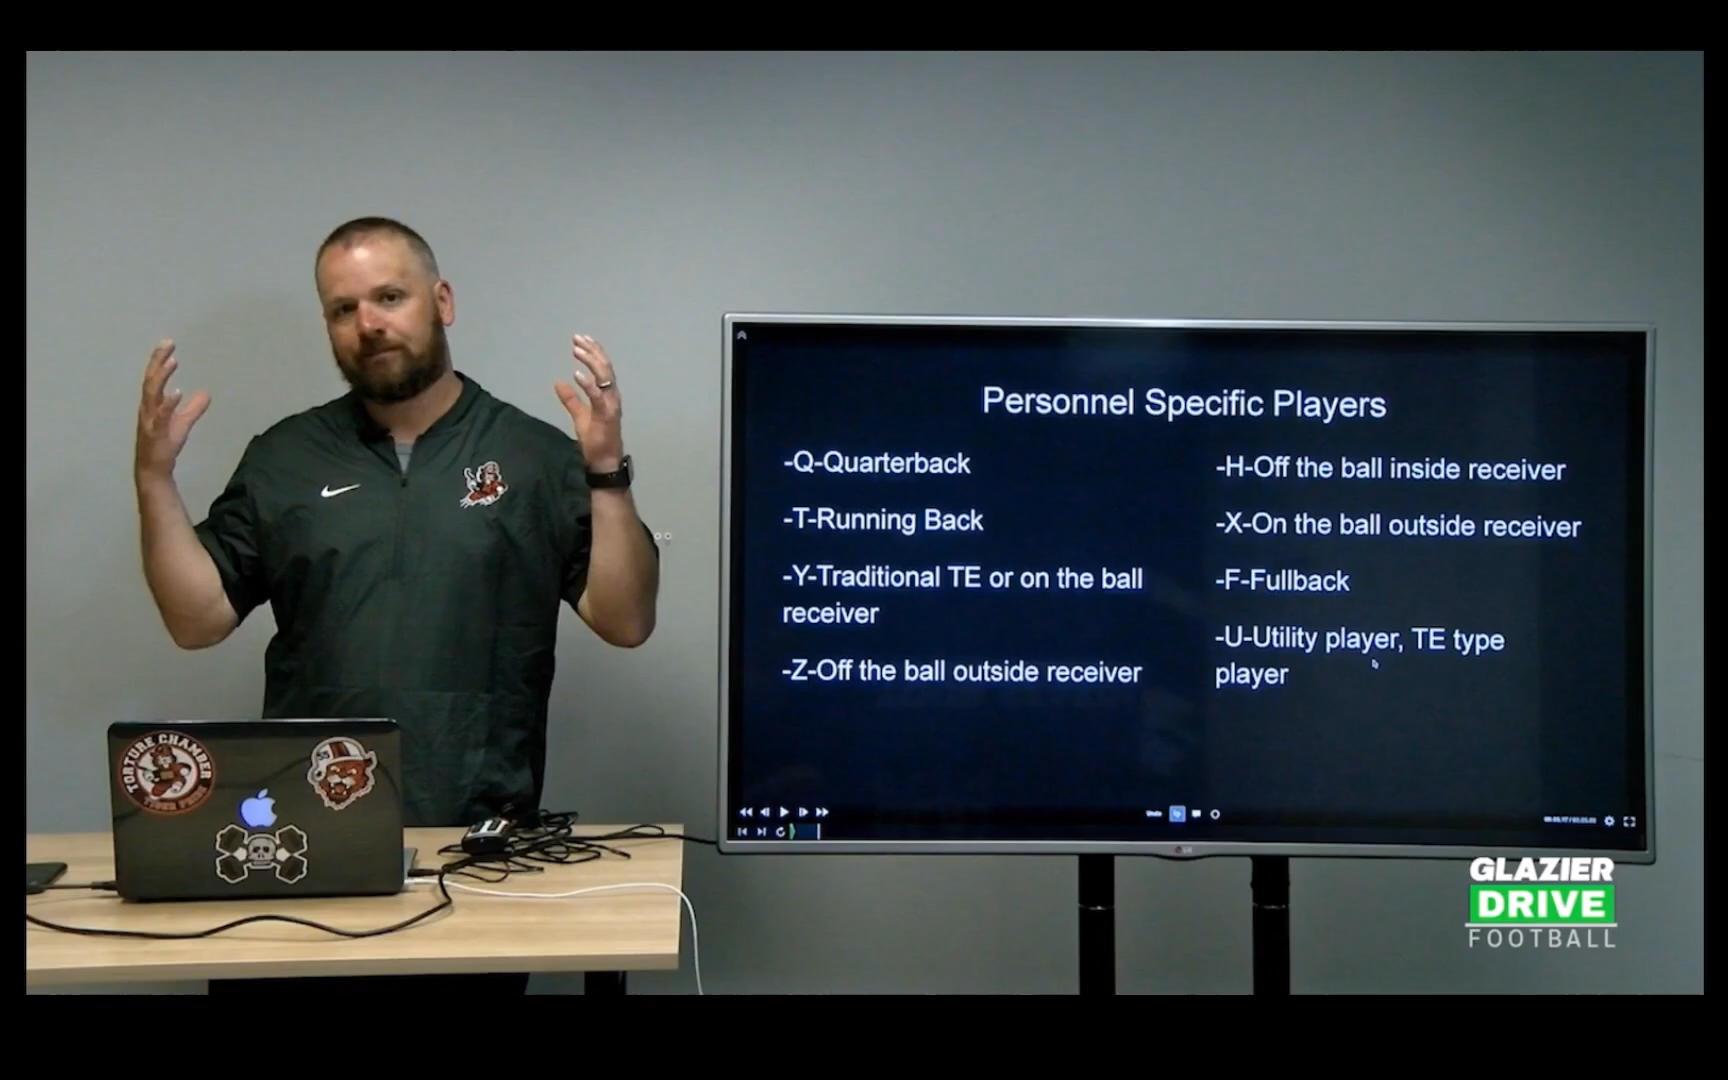 Personnel Specific Players
-Q-Quarterback
-T-Running Back
-Y-Traditional TE or on the ball
receiver
-Z-Off the ball outside receiver
-H-Off the ball inside receiver
-X-On the ball outside receiver
-F-Fullback
-U-Utility player, TE type
player
Undo
LG
TORTURE CHAMBER
GLAZIER
DRIVE
FOOTBALL